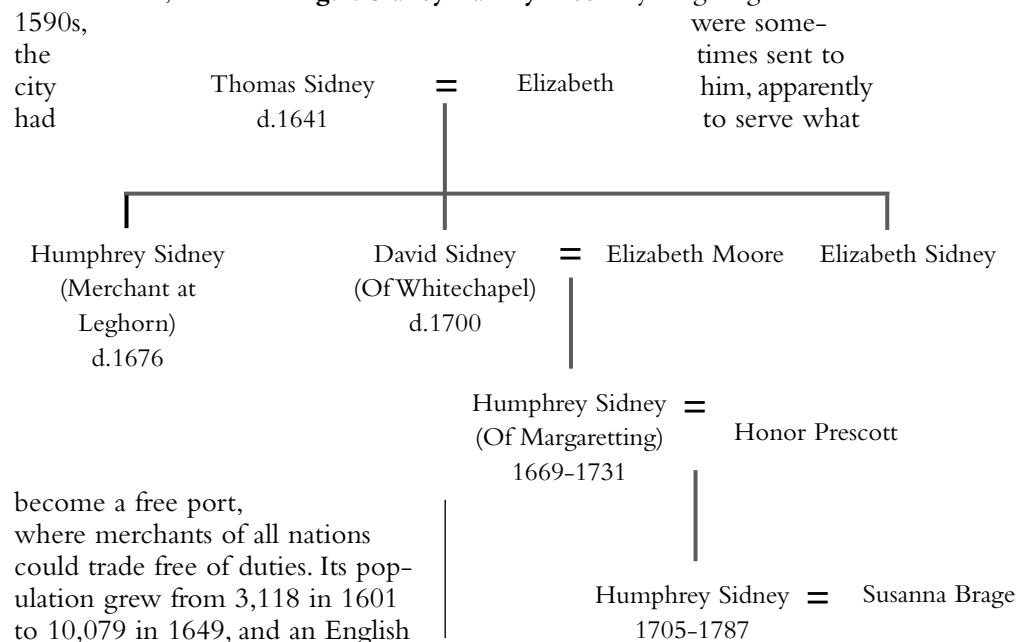 1590s,
the
city
had
were some-
times sent to
him, apparently
to serve what
Thomas Sidney = Elizabeth
d.1641
Humphrey Sidney
(Merchant at
Leghorn)
d.1676
David Sidney = Elizabeth Moore
(Of Whitechapel)
d.1700
Elizabeth Sidney
Humphrey Sidney = Honor Prescott
(Of Margaretting)
1669-1731
Humphrey Sidney = Susanna Brage
1705-1787
become a free port,
where merchants of all nations
could trade free of duties. Its pop-
ulation grew from 3,118 in 1601
to 10,079 in 1649, and an English